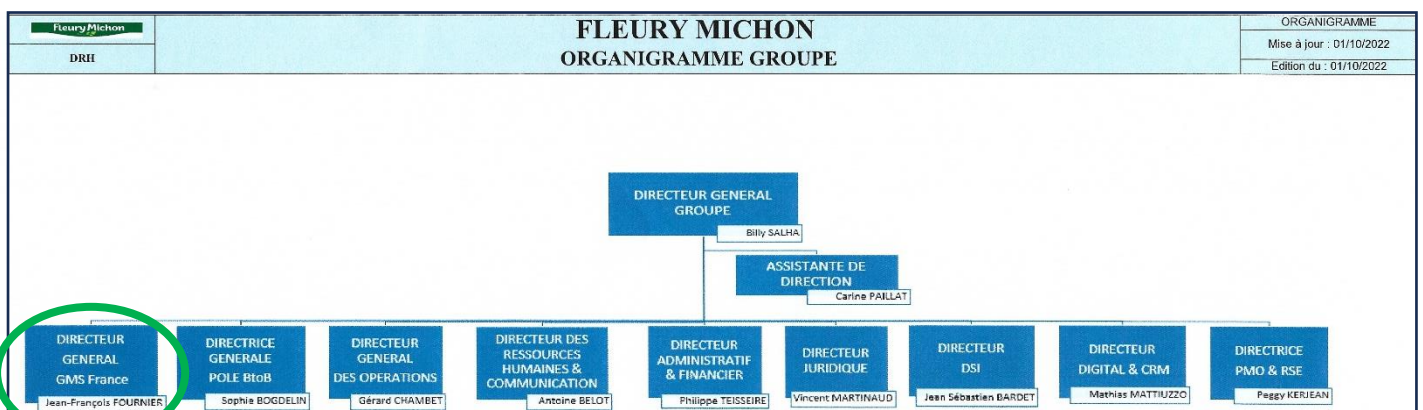 Fleury Michon
DRH
FLEURY MICHON
ORGANIGRAMME GROUPE
ORGANIGRAMME
Mise à jour : 01/10/2022
Edition du : 01/10/2022
DIRECTEUR GENERAL
GROUPE
Billy SALHA
ASSISTANTE DE
DIRECTION
Carine PAILLAT
DIRECTEUR
GENERAL
GMS France
Jean-François FOURNIER
DIRECTRICE
GENERALE
POLE BtoB
Sophie BOGDELIN
DIRECTEUR
GENERAL
DES OPERATIONS
Gérard CHAMBET
DIRECTEUR DES
RESSOURCES
HUMAINES &
COMMUNICATION
Antoine BELOT
DIRECTEUR
ADMINISTRATIF
& FINANCIER
Philippe TEISSEIRE
DIRECTEUR
JURIDIQUE
Vincent MARTINAUD
DIRECTEUR
DSI
Jean Sébastien BARDET
DIRECTEUR
DIGITAL & CRM
Mathias MATTIUZZO
DIRECTRICE
PMO & RSE
Peggy KERJEAN